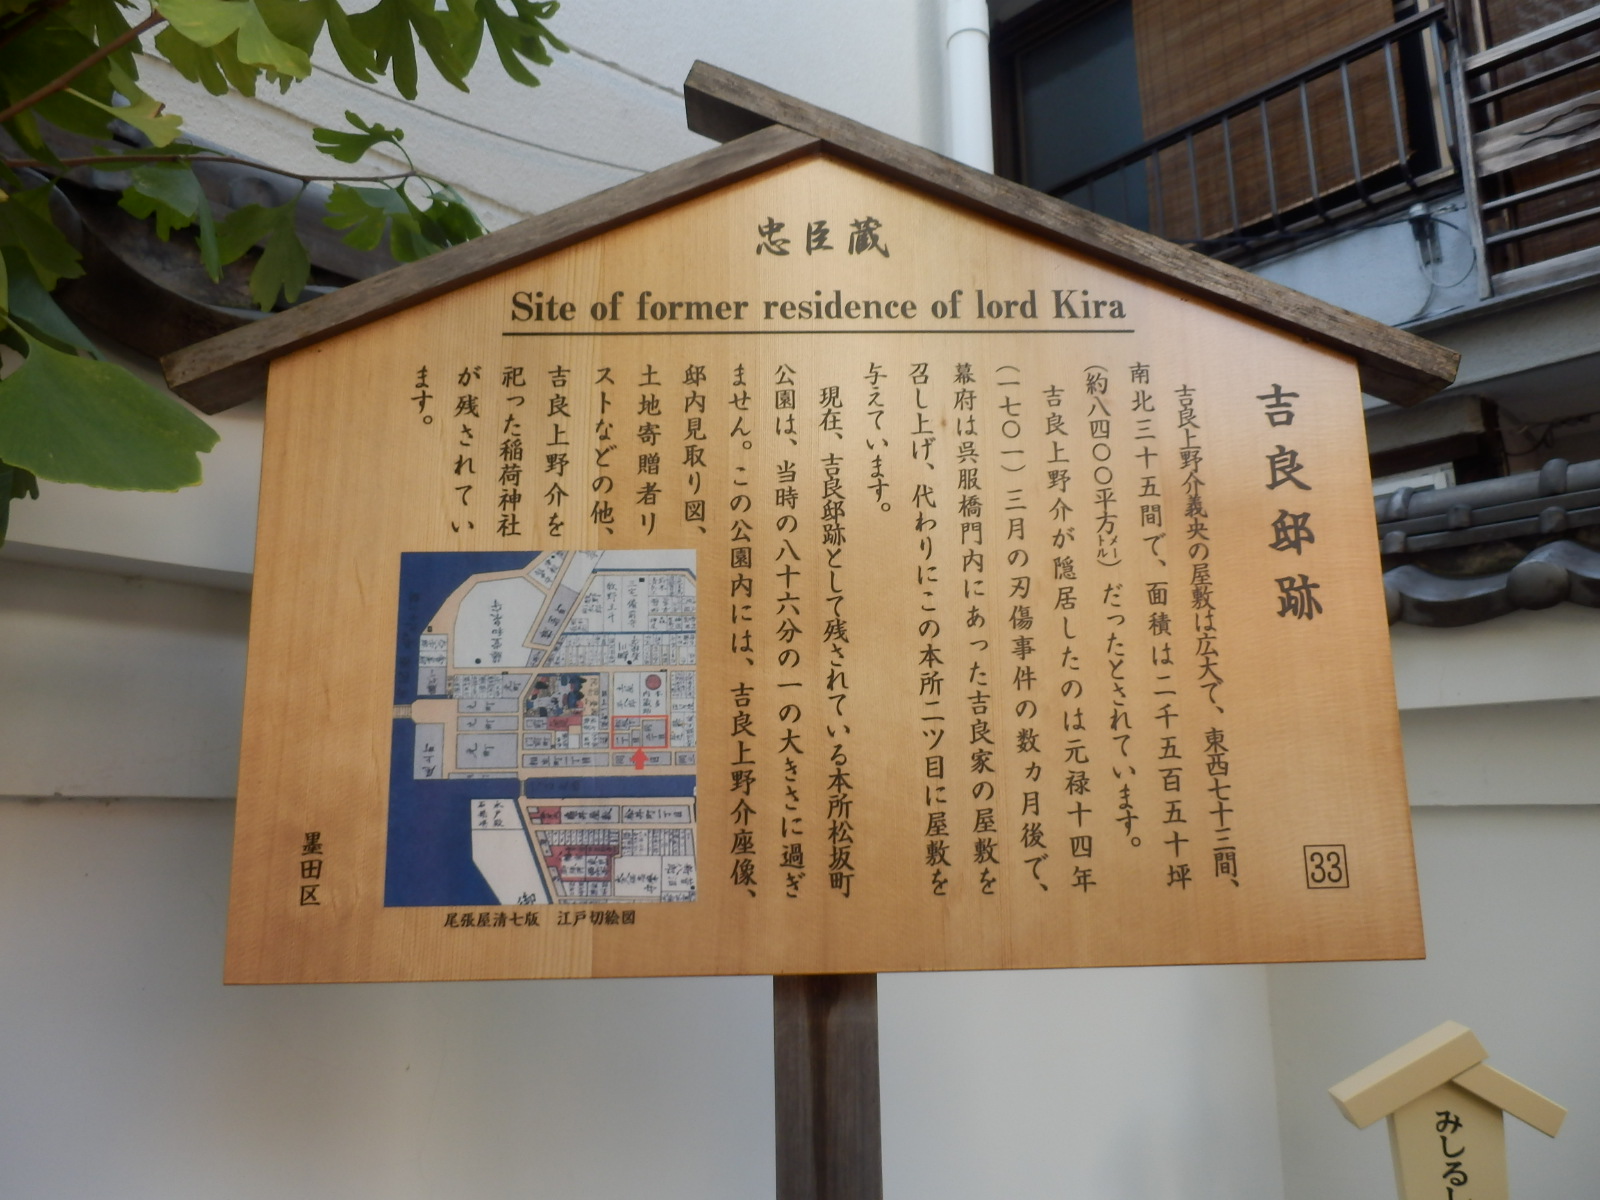 忠臣蔵
Site of former residence of lord Kira
吉良邸跡
吉良上野介義央の屋敷は広大で、東西七十三間、
南北三十五間で、面積は二千五百五十坪
（約八四〇〇平方メートル）だったとされています。
吉良上野介が隠居したのは元禄十四年
（一七〇一）三月の刃傷事件の数カ月後で、
幕府は呉服橋門内にあった吉良家の屋敷を
召し上げ、代わりにこの本所二ツ目に屋敷を
与えています。
現在、吉良邸跡として残されている本所松坂町
公園は、当時の八十六分の一の大きさに過ぎ
ません。この公園内には、吉良上野介座像、
邸内見取り図、
土地寄贈者リ
ストなどの他、
吉良上野介を
祀った稲荷神社
が残されてい
ます。
33
尾張屋清七版 江戸切絵図
墨田区
みしるし